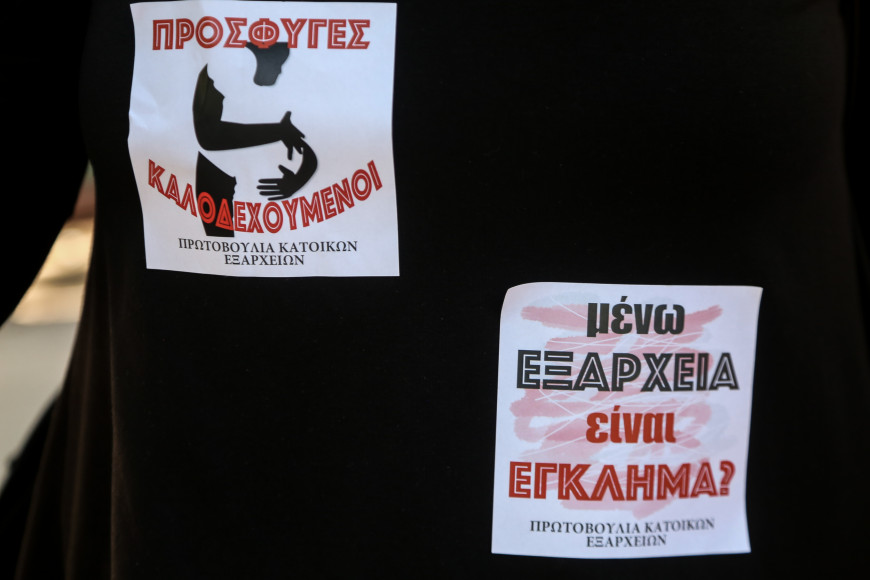 ΠΡΟΣΦΥΓΕΣ
ΚΑΛΟΔΕΧΟΥΜΕΝΟΙ
ΠΡΩΤΟΒΟΥΛΙΑ ΚΑΤΟΙΚΩΝ
ΕΞΑΡΧΕΙΩΝ
μένω
ΕΞΑΡΧΕΙΑ
είναι
ΕΓΚΛΗΜΑ?
ΠΡΩΤΟΒΟΥΛΙΑ ΚΑΤΟΙΚΩΝ
ΕΞΑΡΧΕΙΩΝ